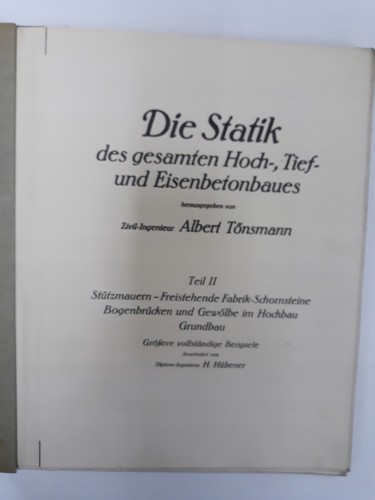 Die Statik
des gesamten Hoch-, Tief-
und Eisenbetonbaues
herausgegeben von
Zivil-Ingenieur Albert Tönsmann
Teil II
Stützmauern – Freistehende Fabrik-Schornsteine
Bogenbrücken und Gewölbe im Hochbau
Grundbau
Größere vollständige Beispiele
bearbeitet von
Diplom-Ingenieur H. Hübener